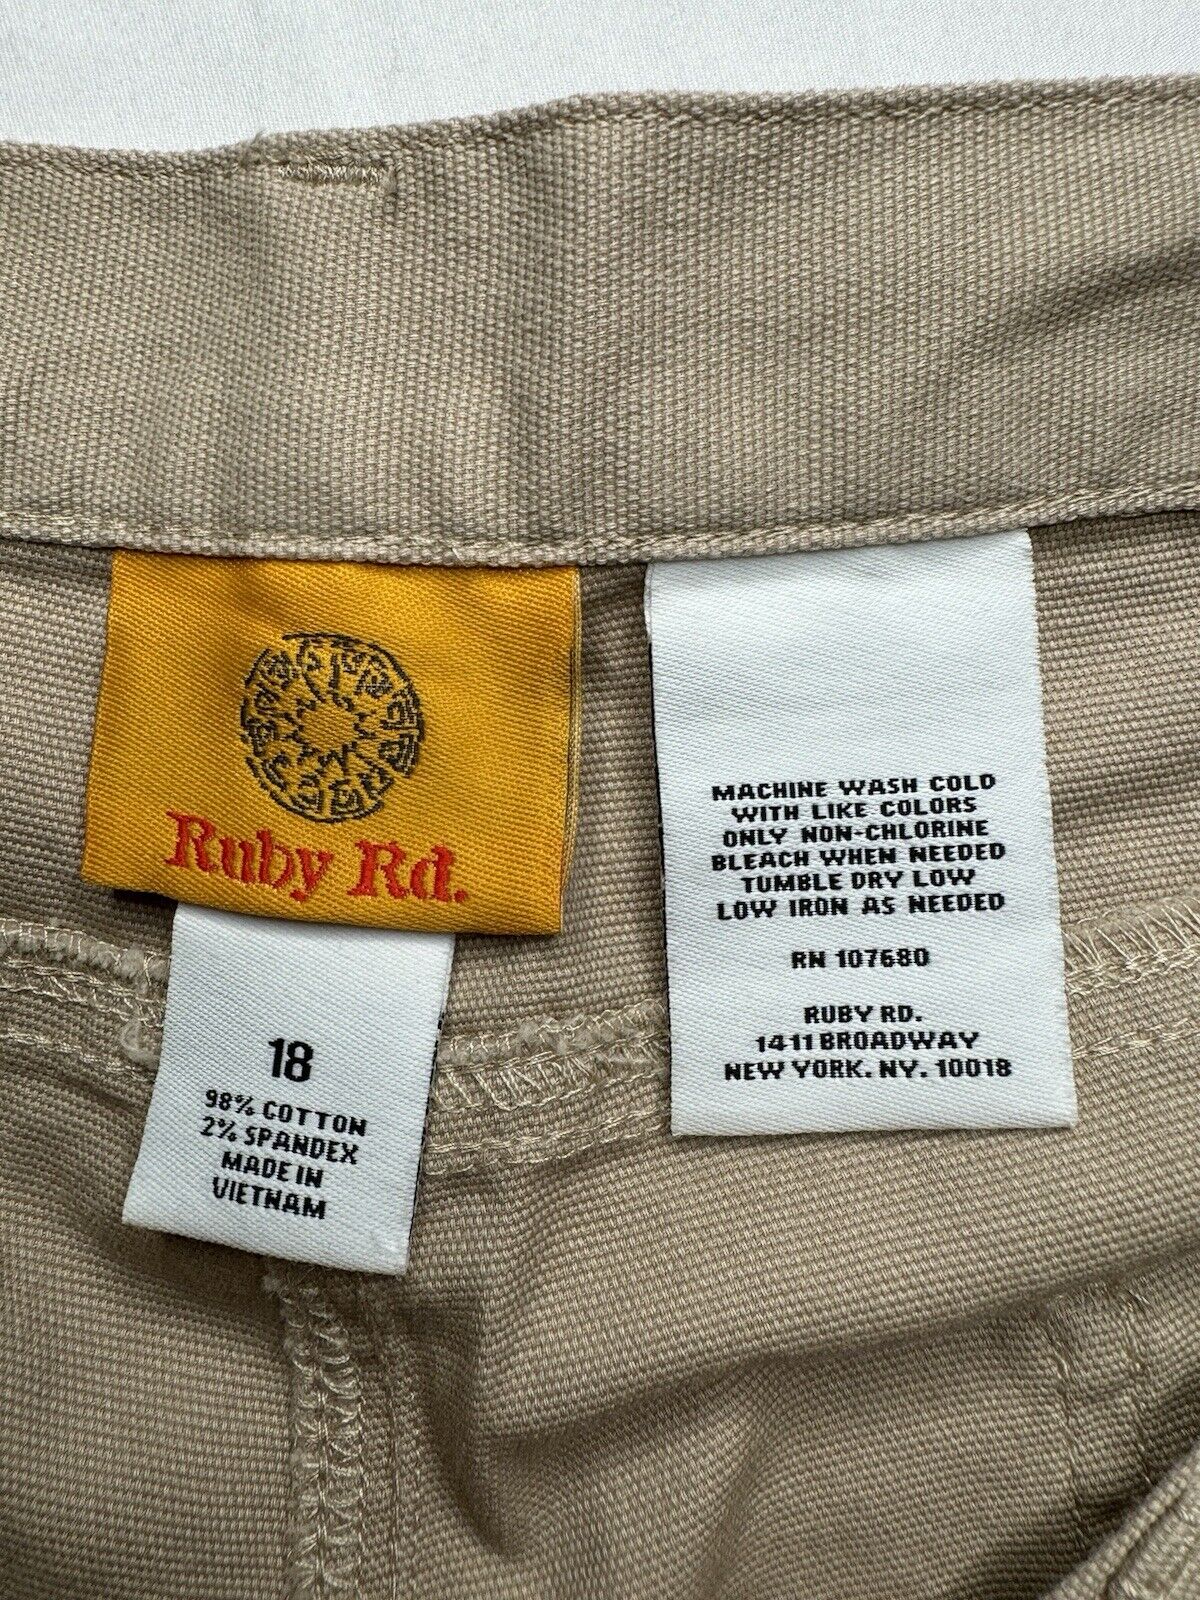 Ruby Rd.
18
98% COTTON
2% SPANDEX
MADE IN
VIETNAM
MACHINE WASH COLD
WITH LIKE COLORS
ONLY NON-CHLORINE
BLEACH WHEN NEEDED
TUMBLE DRY LOW
LOW IRON AS NEEDED
RN 107680
RUBY RD.
1411 BROADWAY
NEW YORK. NY. 10018